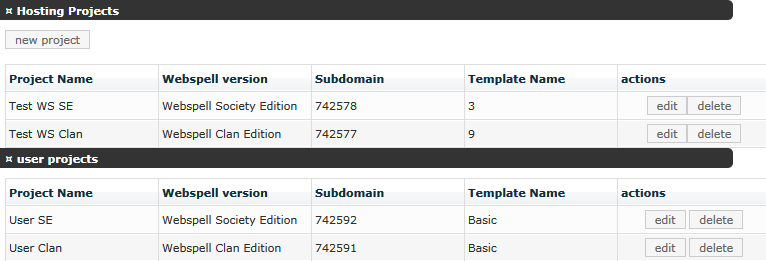 ¤ Hosting Projects
new project
Project Name Webspell version Subdomain Template Name actions
Test WS SE Webspell Society Edition 742578 3 edit delete
Test WS Clan Webspell Clan Edition 742577 9 edit delete
¤ user projects
Project Name Webspell version Subdomain Template Name actions
User SE Webspell Society Edition 742592 Basic edit delete
User Clan Webspell Clan Edition 742591 Basic edit delete